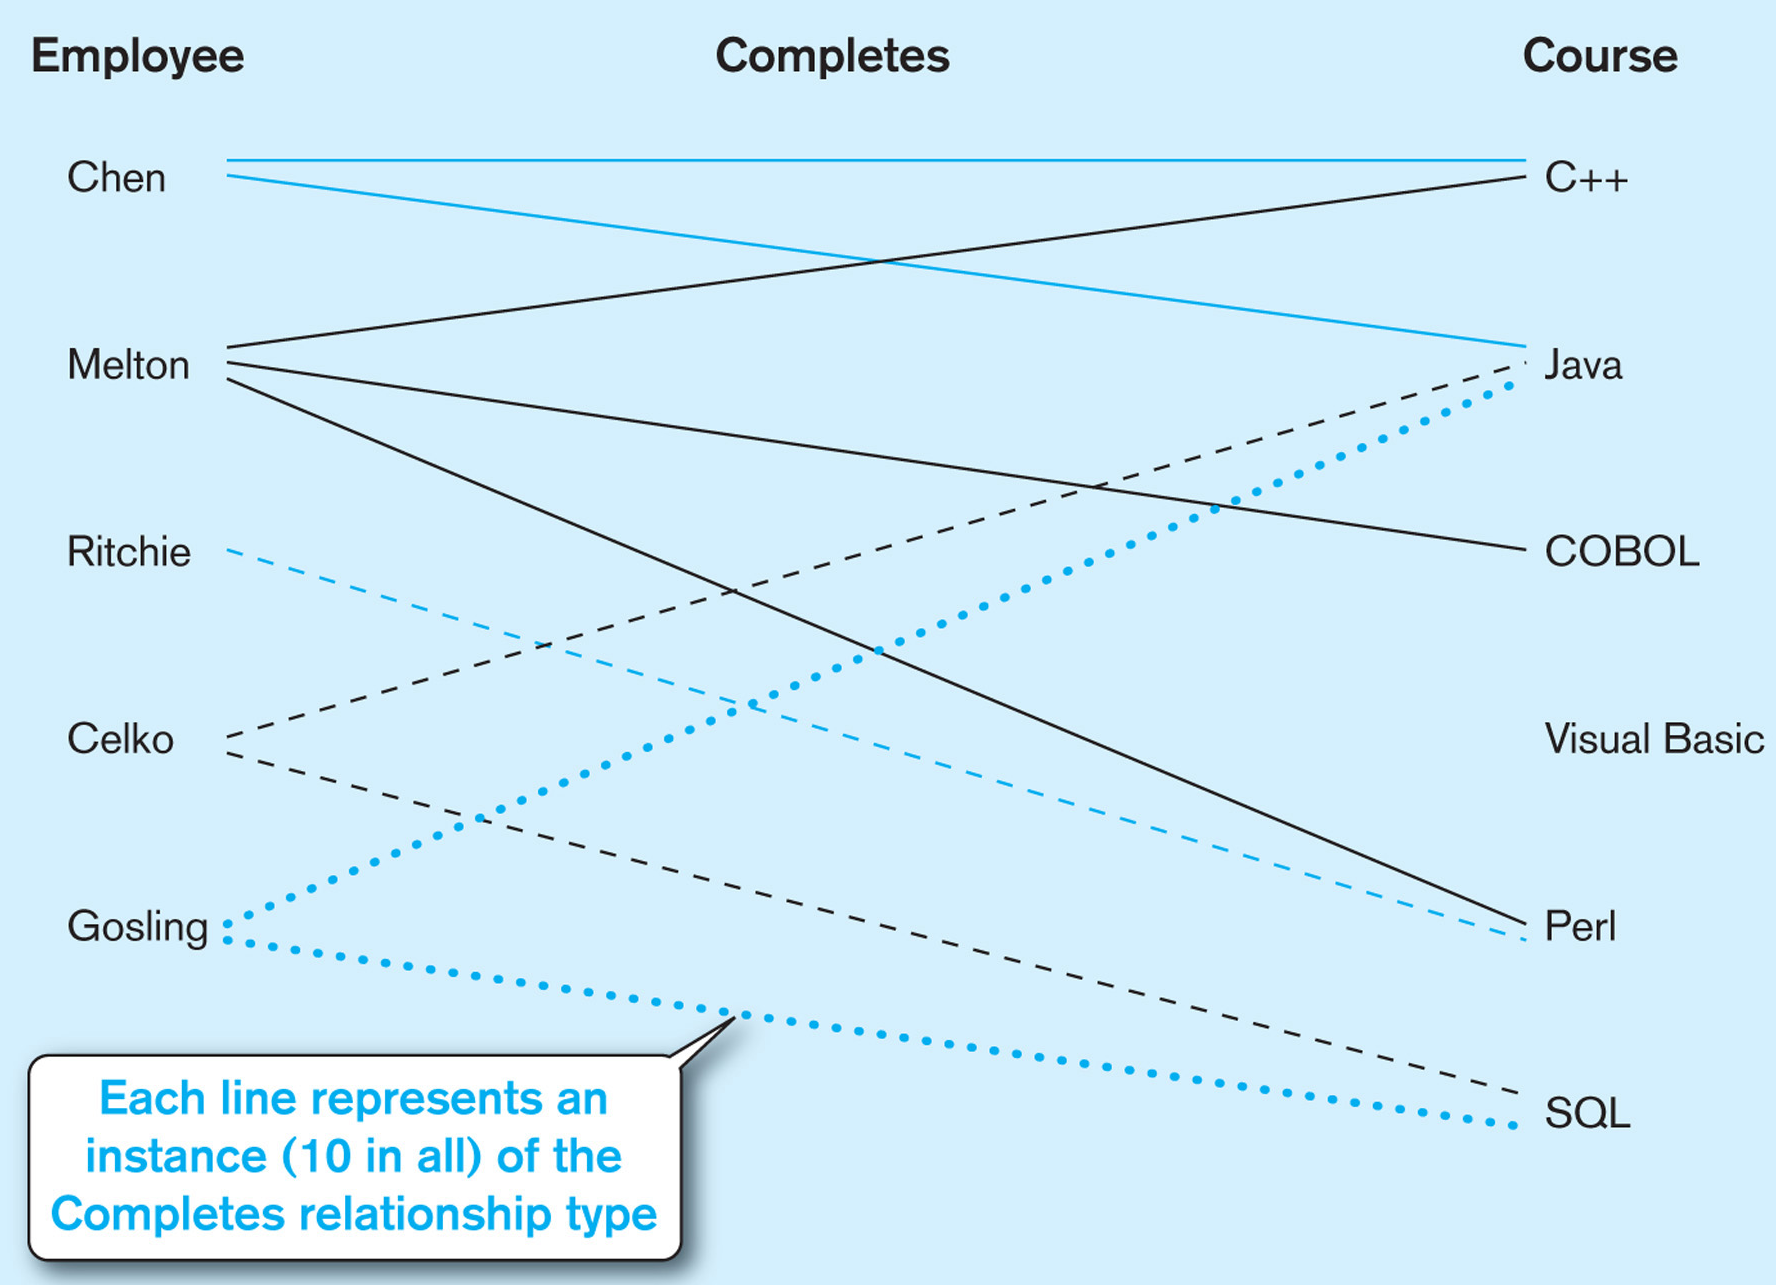 Employee Completes Course
Chen C++
Melton Java
Ritchie COBOL
Celko Visual Basic
Gosling Perl
SQL
Each line represents an
instance (10 in all) of the
Completes relationship type